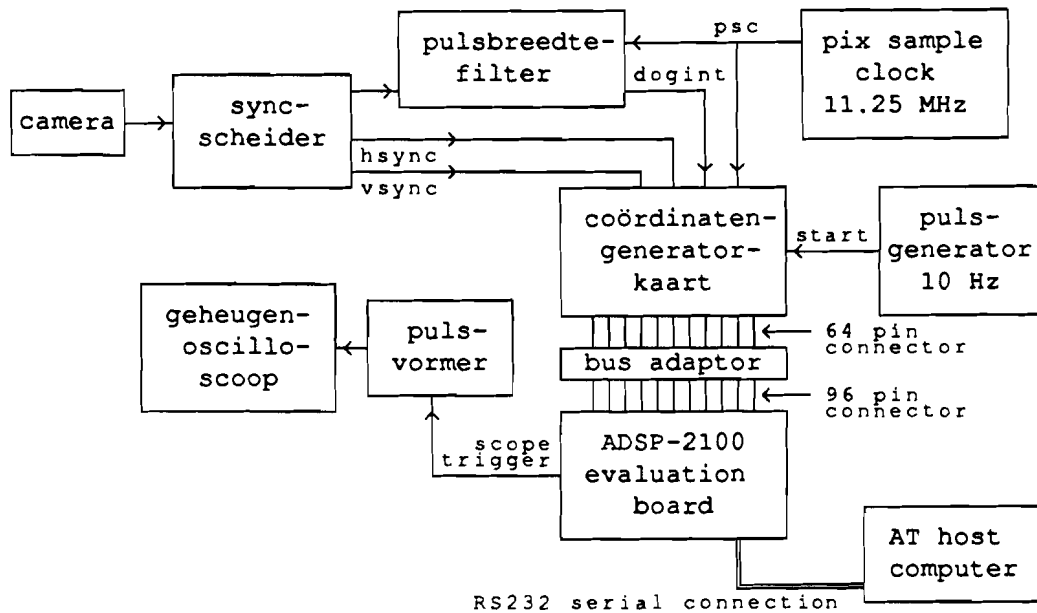 camera
sync-
scheider
pulsbreedte-
filter
psc
dogint
pix sample
clock
11.25 MHz
hsync
vsync
coördinaten-
generator-
kaart
start
puls-
generator
10 Hz
geheugen-
oscillo-
scoop
puls-
vormer
64 pin
connector
bus adaptor
96 pin
connector
scope
trigger
ADSP-2100
evaluation
board
AT host
computer
RS232 serial connection